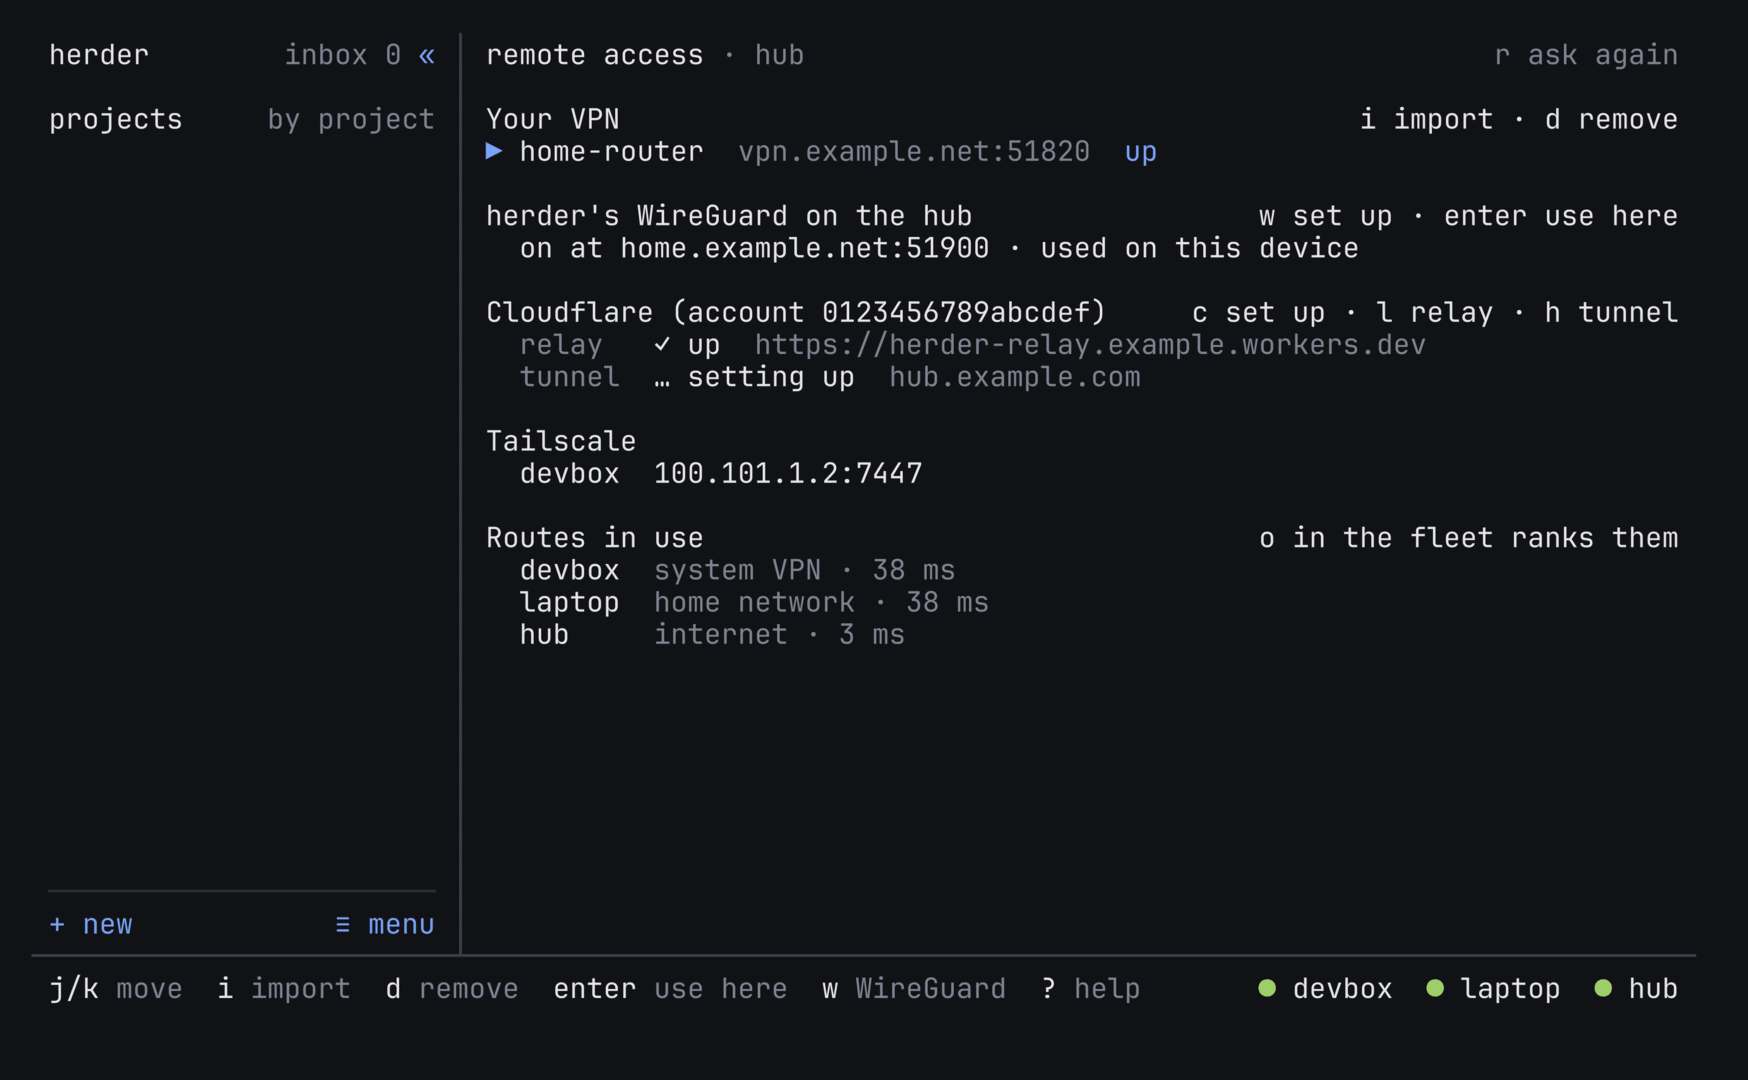 herder inbox 0 «
projects by project
+ new ≡ menu
remote access · hub r ask again
Your VPN i import · d remove
▶ home-router vpn.example.net:51820 up
herder's WireGuard on the hub w set up · enter use here
on at home.example.net:51900 · used on this device
Cloudflare (account 0123456789abcdef) c set up · l relay · h tunnel
relay ✓ up https://herder-relay.example.workers.dev
tunnel … setting up hub.example.com
Tailscale
devbox 100.101.1.2:7447
Routes in use o in the fleet ranks them
devbox system VPN · 38 ms
laptop home network · 38 ms
hub internet · 3 ms
j/k move i import d remove enter use here w WireGuard ? help ● devbox ● laptop ● hub